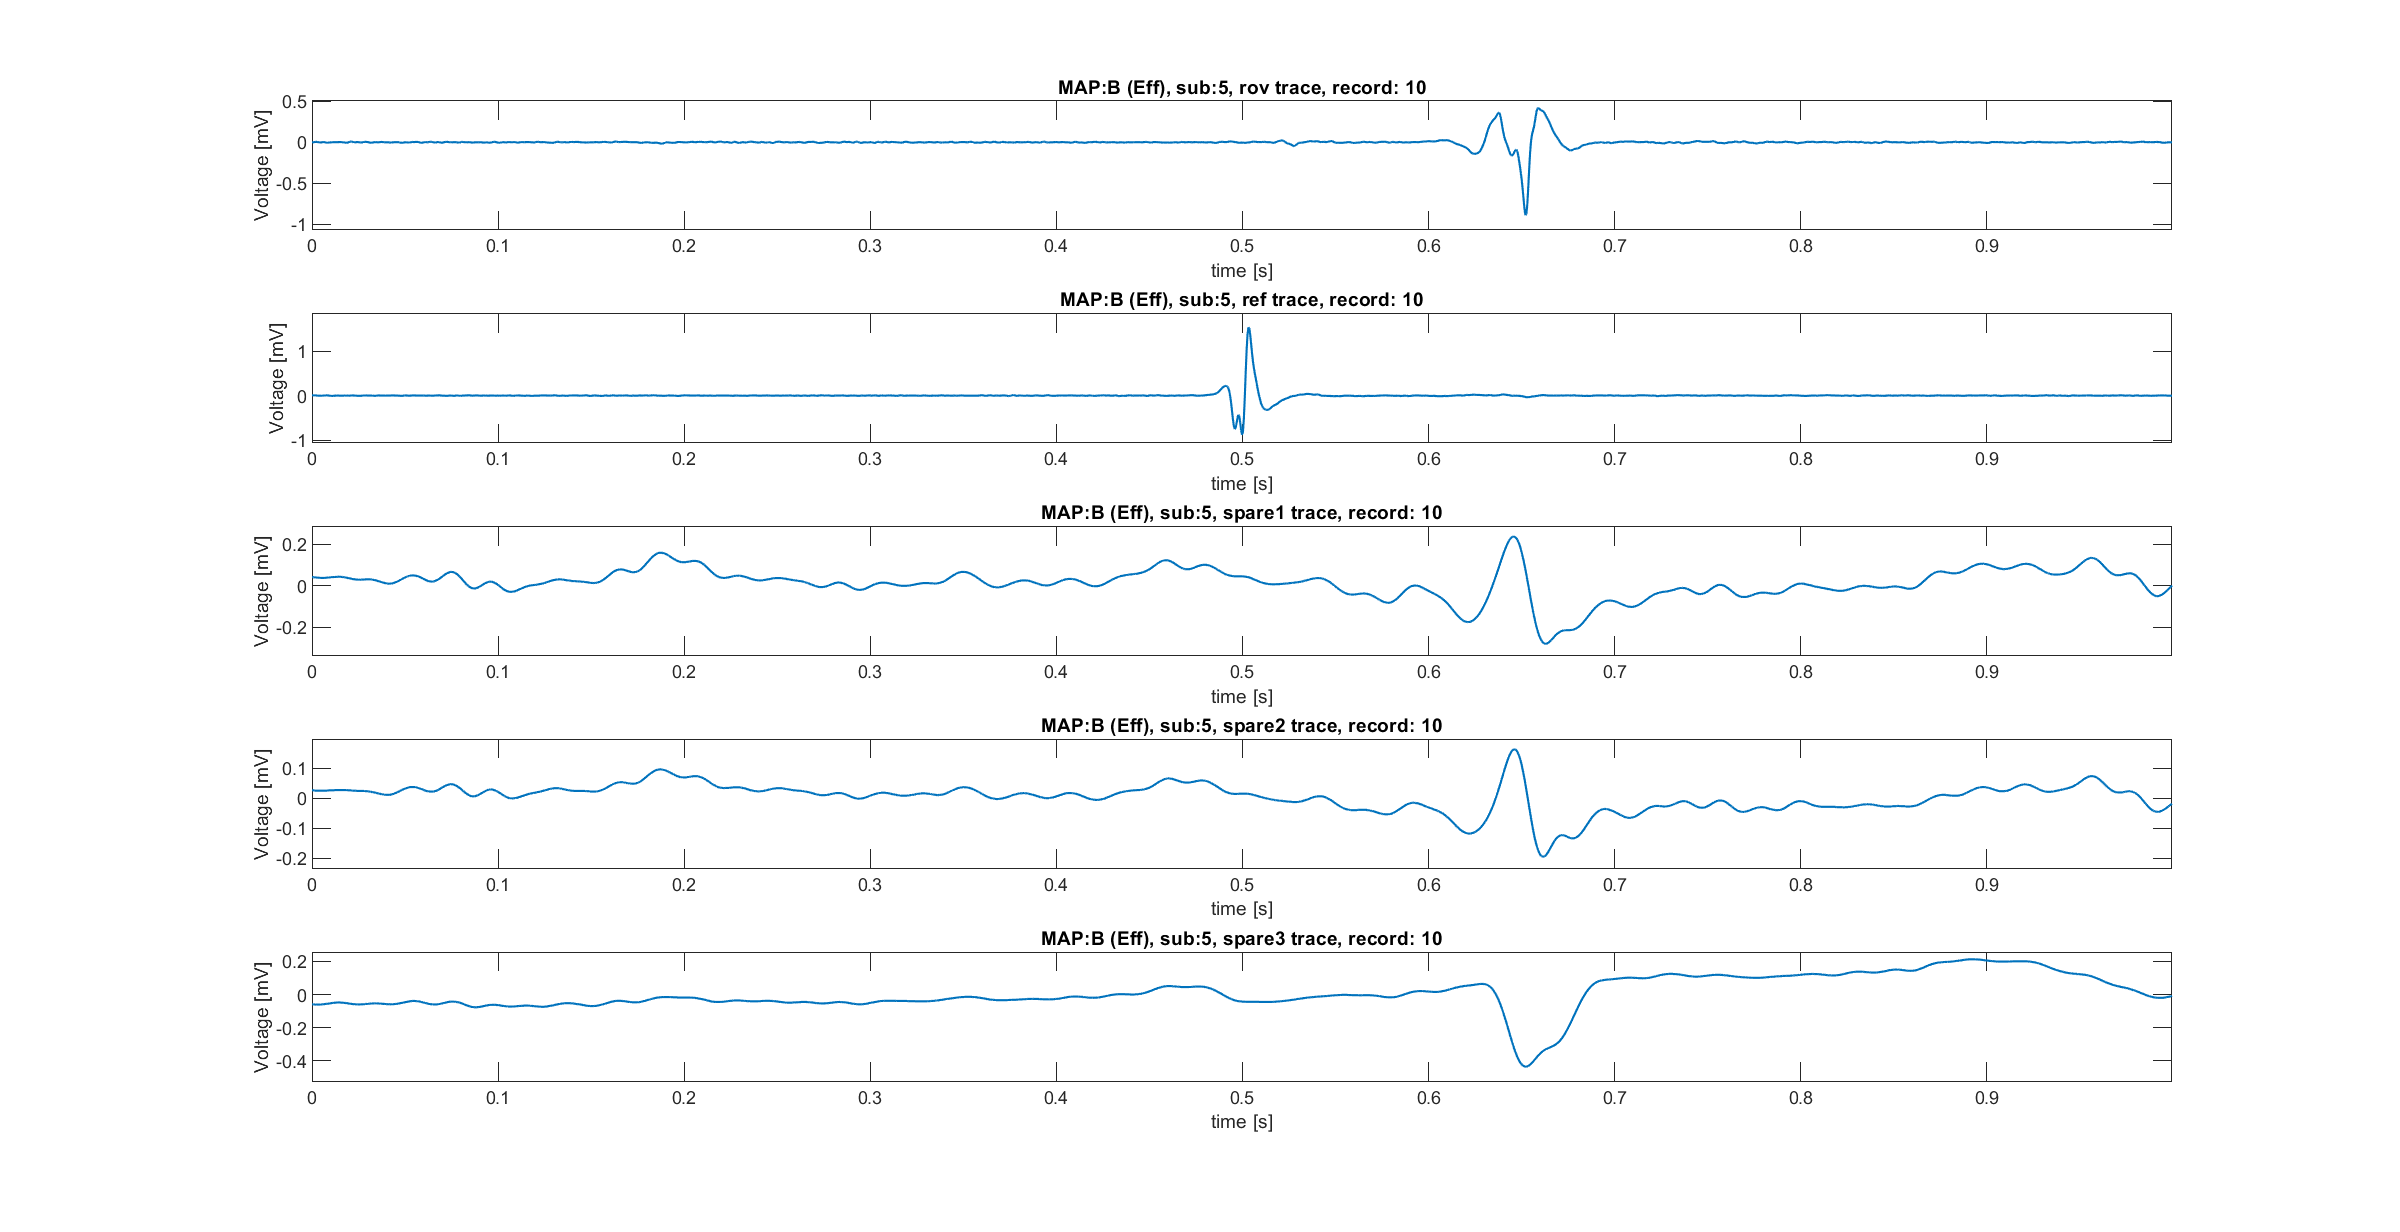 MAP:B (Eff), sub:5, rov trace, record: 10
Voltage [mV]
0.5
0
-0.5
-1
0 0.1 0.2 0.3 0.4 0.5 0.6 0.7 0.8 0.9
time [s]
MAP:B (Eff), sub:5, ref trace, record: 10
Voltage [mV]
1
0
-1
0 0.1 0.2 0.3 0.4 0.5 0.6 0.7 0.8 0.9
time [s]
MAP:B (Eff), sub:5, spare1 trace, record: 10
Voltage [mV]
0.2
0
-0.2
0 0.1 0.2 0.3 0.4 0.5 0.6 0.7 0.8 0.9
time [s]
MAP:B (Eff), sub:5, spare2 trace, record: 10
Voltage [mV]
0.1
0
-0.1
-0.2
0 0.1 0.2 0.3 0.4 0.5 0.6 0.7 0.8 0.9
time [s]
MAP:B (Eff), sub:5, spare3 trace, record: 10
Voltage [mV]
0.2
0
-0.2
-0.4
0 0.1 0.2 0.3 0.4 0.5 0.6 0.7 0.8 0.9
time [s]